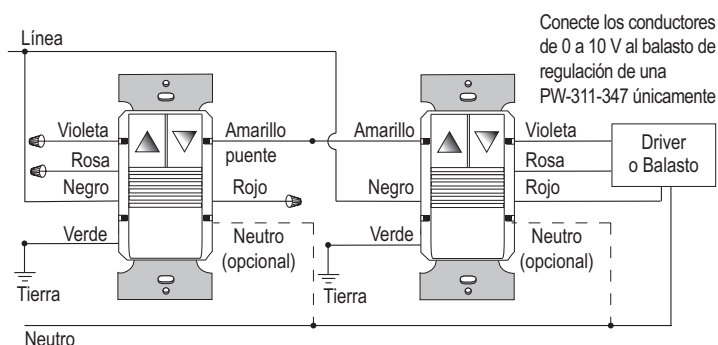 Conecte los conductores
de 0 a 10 V al balasto de
regulación de una
PW-311-347 únicamente
Línea
Violeta
Rosa
Negro
Verde
Tierra
Amarillo
puente
Rojo
Neutro
(opcional)
Amarillo
Negro
Verde
Tierra
Violeta
Rosa
Rojo
Neutro
(opcional)
Driver
o Balasto
Neutro